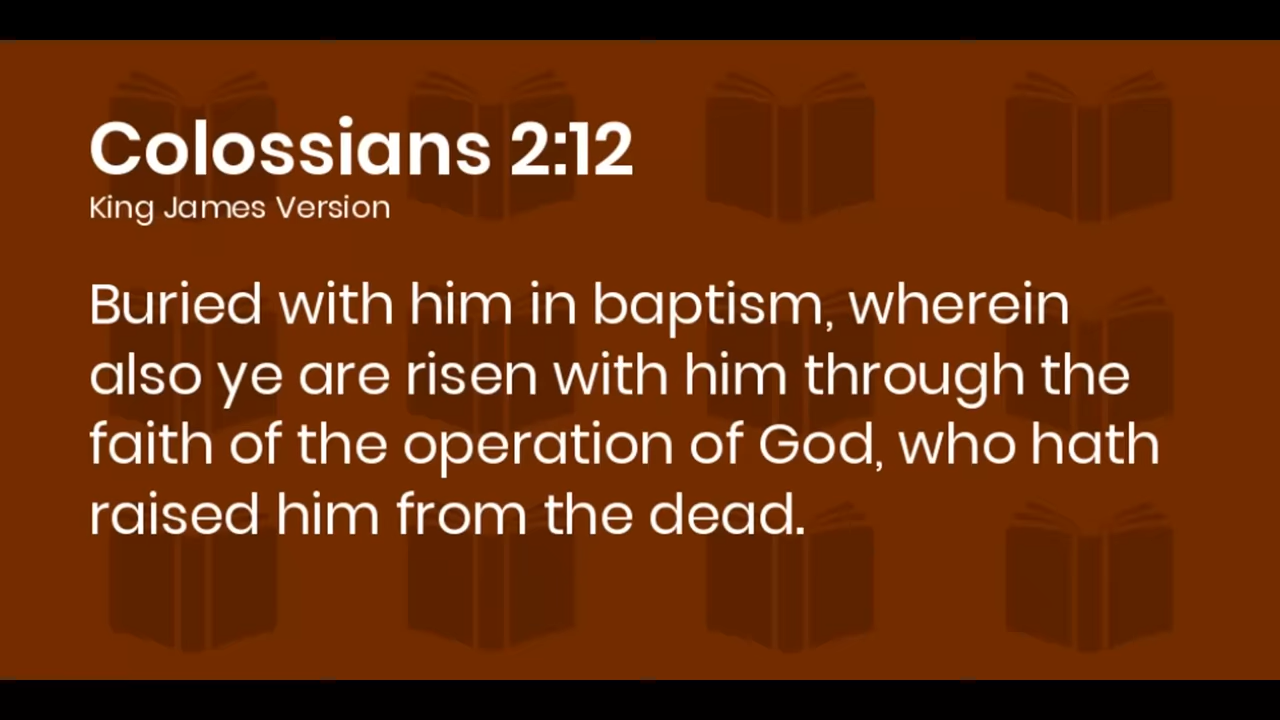 Colossians 2:12
King James Version
Buried with him in baptism, wherein
also ye are risen with him through the
faith of the operation of God, who hath
raised him from the dead.